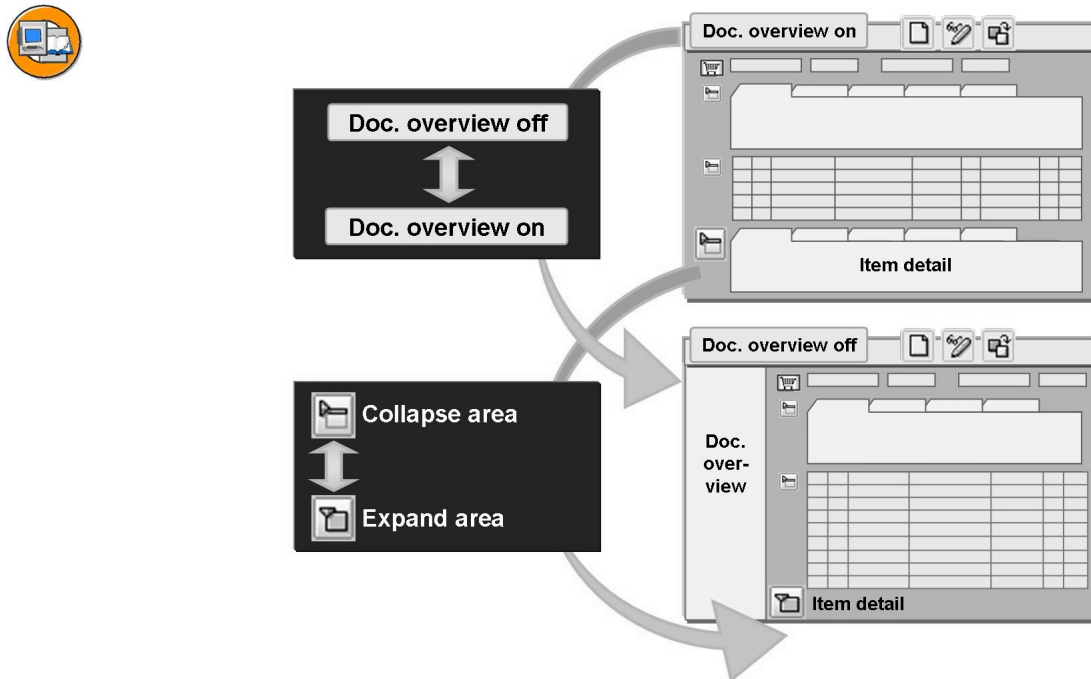 Doc. overview on
Doc. overview off
Doc. overview on
Item detail
Doc. overview off
Collapse area
Expand area
Doc.
over-
view
Item detail